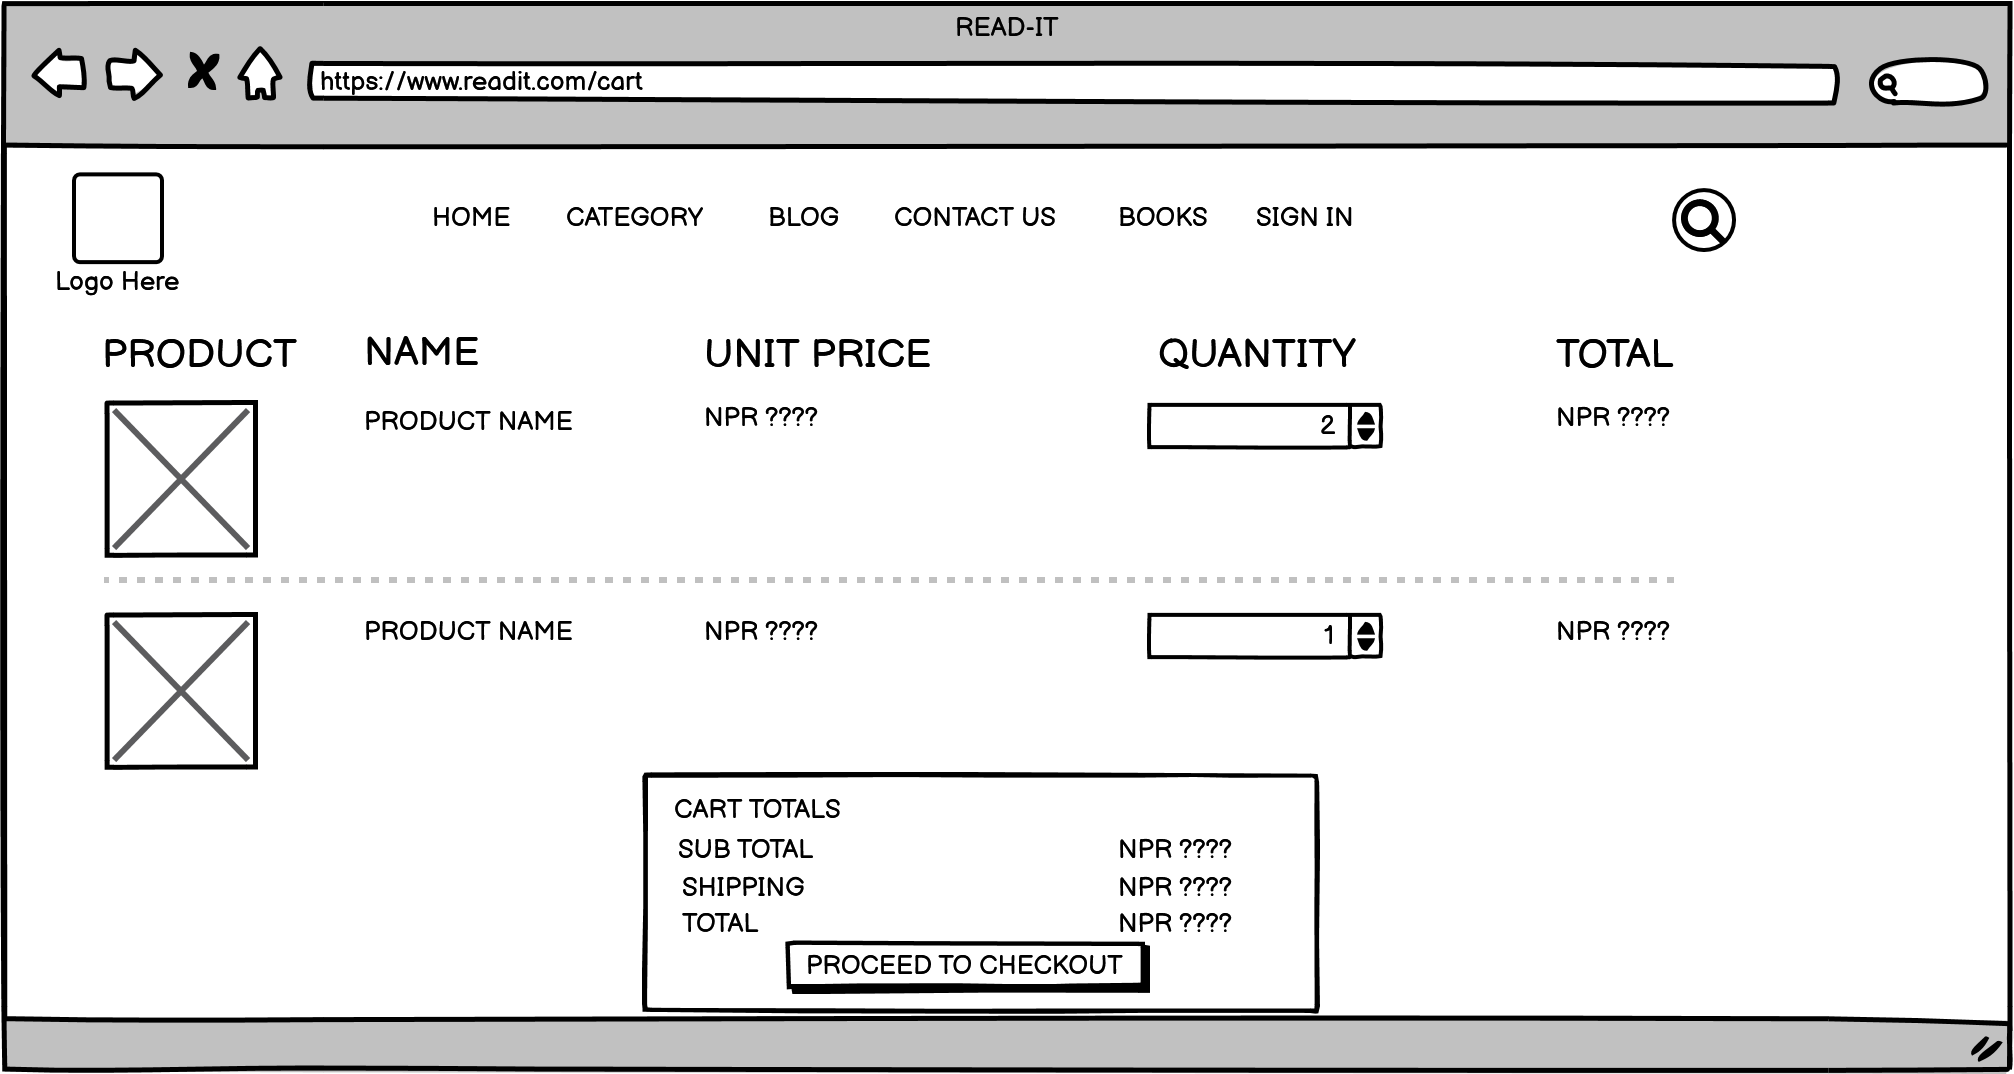 READ-IT
https://www.readit.com/cart
HOME CATEGORY BLOG CONTACT US BOOKS SIGN IN
Logo Here
PRODUCT NAME UNIT PRICE QUANTITY TOTAL
PRODUCT NAME NPR ???? 2 NPR ????
PRODUCT NAME NPR ???? 1 NPR ????
CART TOTALS
SUB TOTAL NPR ????
SHIPPING NPR ????
TOTAL NPR ????
PROCEED TO CHECKOUT